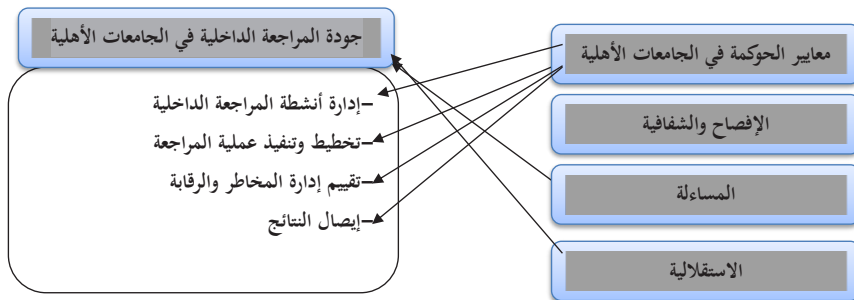 معايير الحوكمة في الجامعات الأهلية
الإفصاح والشفافية
المساءلة
الاستقلالية
جودة المراجعة الداخلية في الجامعات الأهلية
-إدارة أنشطة المراجعة الداخلية
-تخطيط وتنفيذ عملية المراجعة
-تقييم إدارة المخاطر والرقابة
-إيصال النتائج